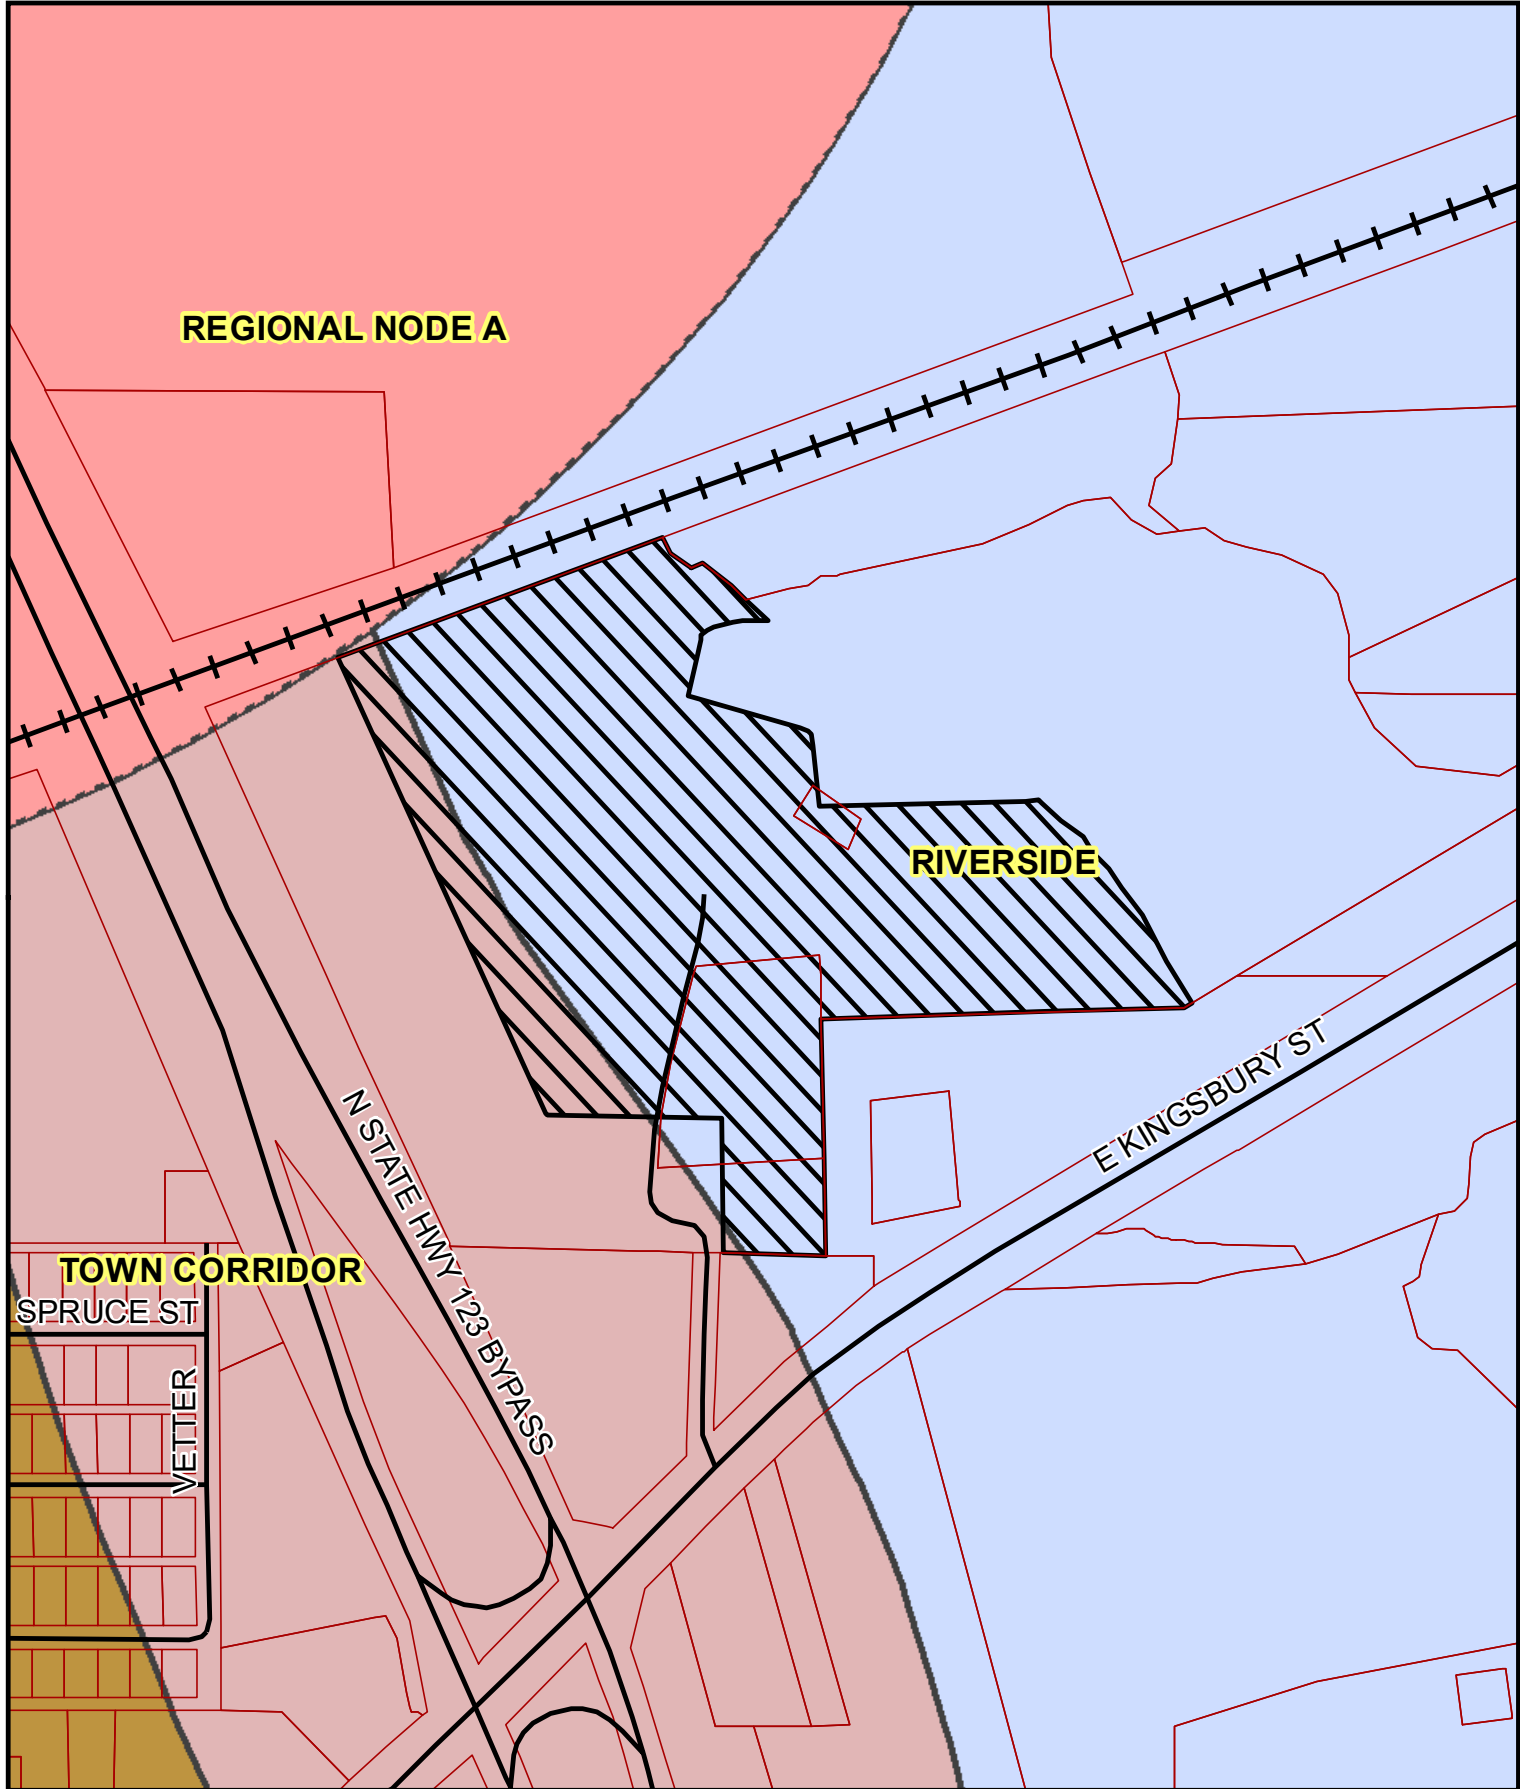 REGIONAL NODE A
RIVERSIDE
E KINGSBURY ST
N STATE HWY 123 BYPASS
TOWN CORRIDOR
SPRUCE ST
VETTER